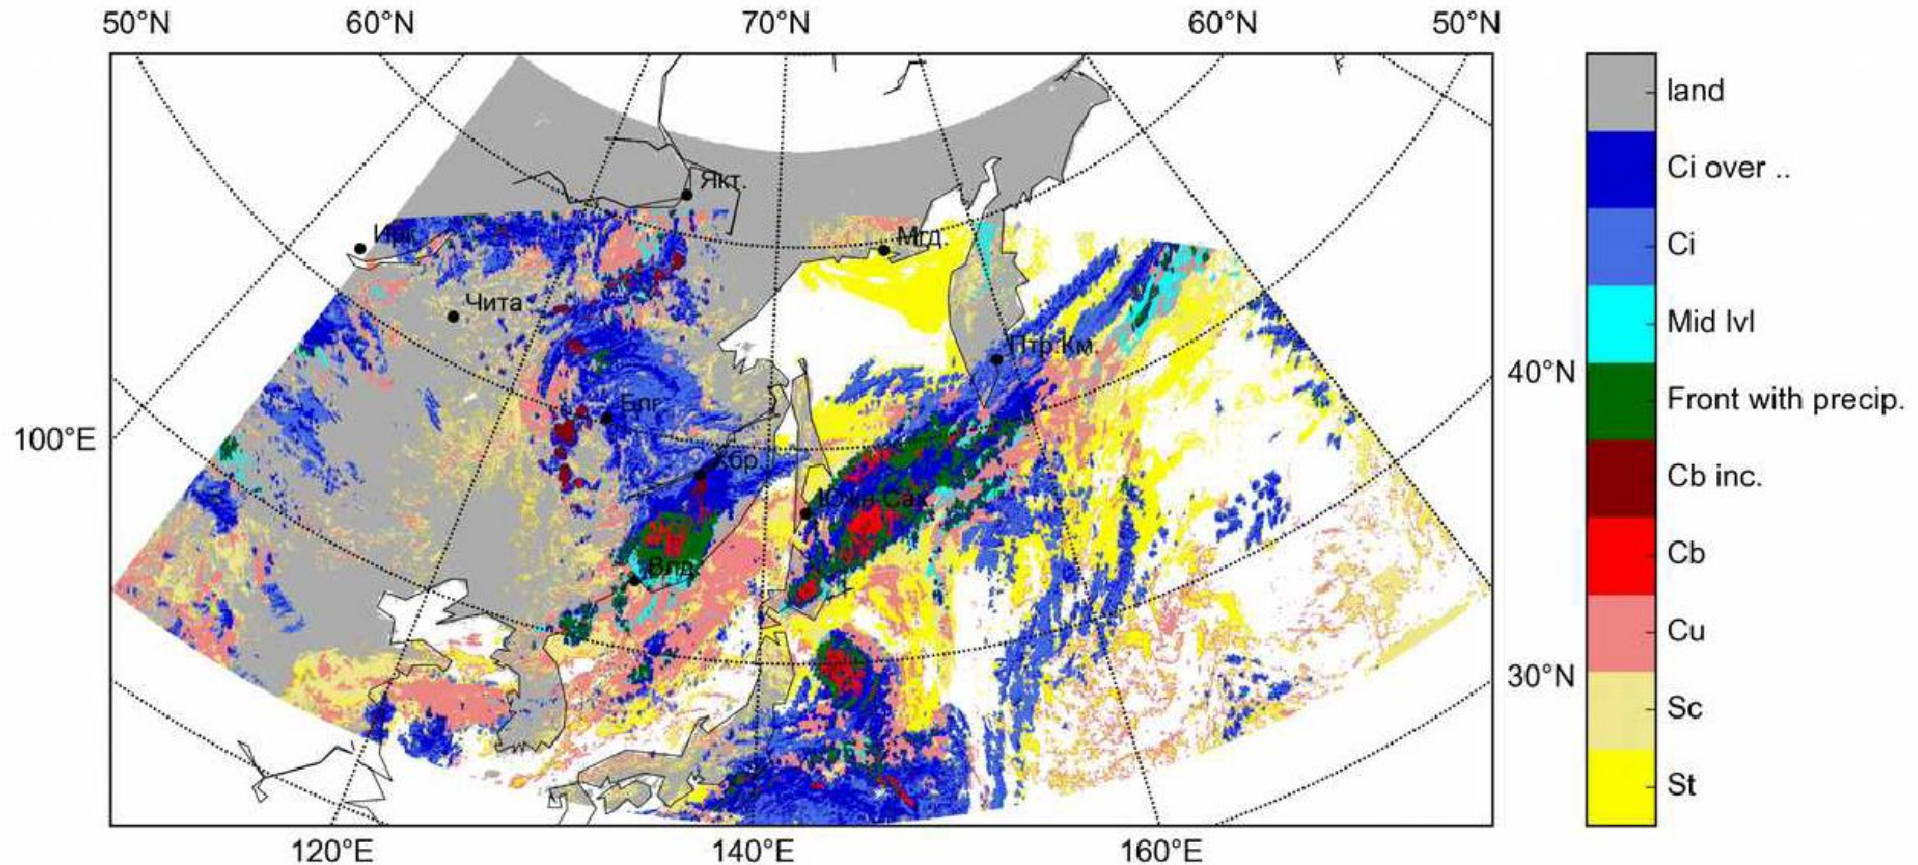 50°N 60°N 70°N 60°N 50°N
land
Ci over ..
Якт.
Ирк.
Мгд.
Ci
Чита
Mid lvl
Птр.Км.
40°N
Front with precip.
Блг.
100°E
Хбр.
Cb inc.
Южн.Сах.
Cb
Влд.
Cu
30°N
Sc
St
120°E 140°E 160°E